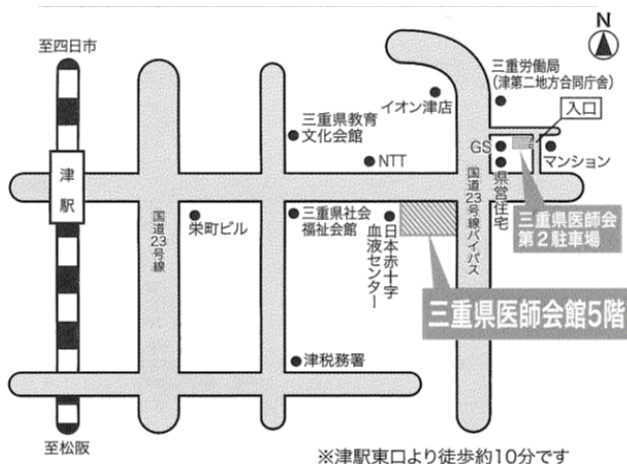 至四日市
N
三重労働局
(津第二地方合同庁舎)
イオン津店
入口
三重県教育
文化会館
GS
マンション
NTT
津駅
国道23号線
栄町ビル
三重県社会
福祉会館
日本赤十字
血液センター
国道23号線バイパス
県営住宅
三重県医師会
第2駐車場
三重県医師会館5階
津税務署
至松阪
※津駅東口より徒歩約10分です